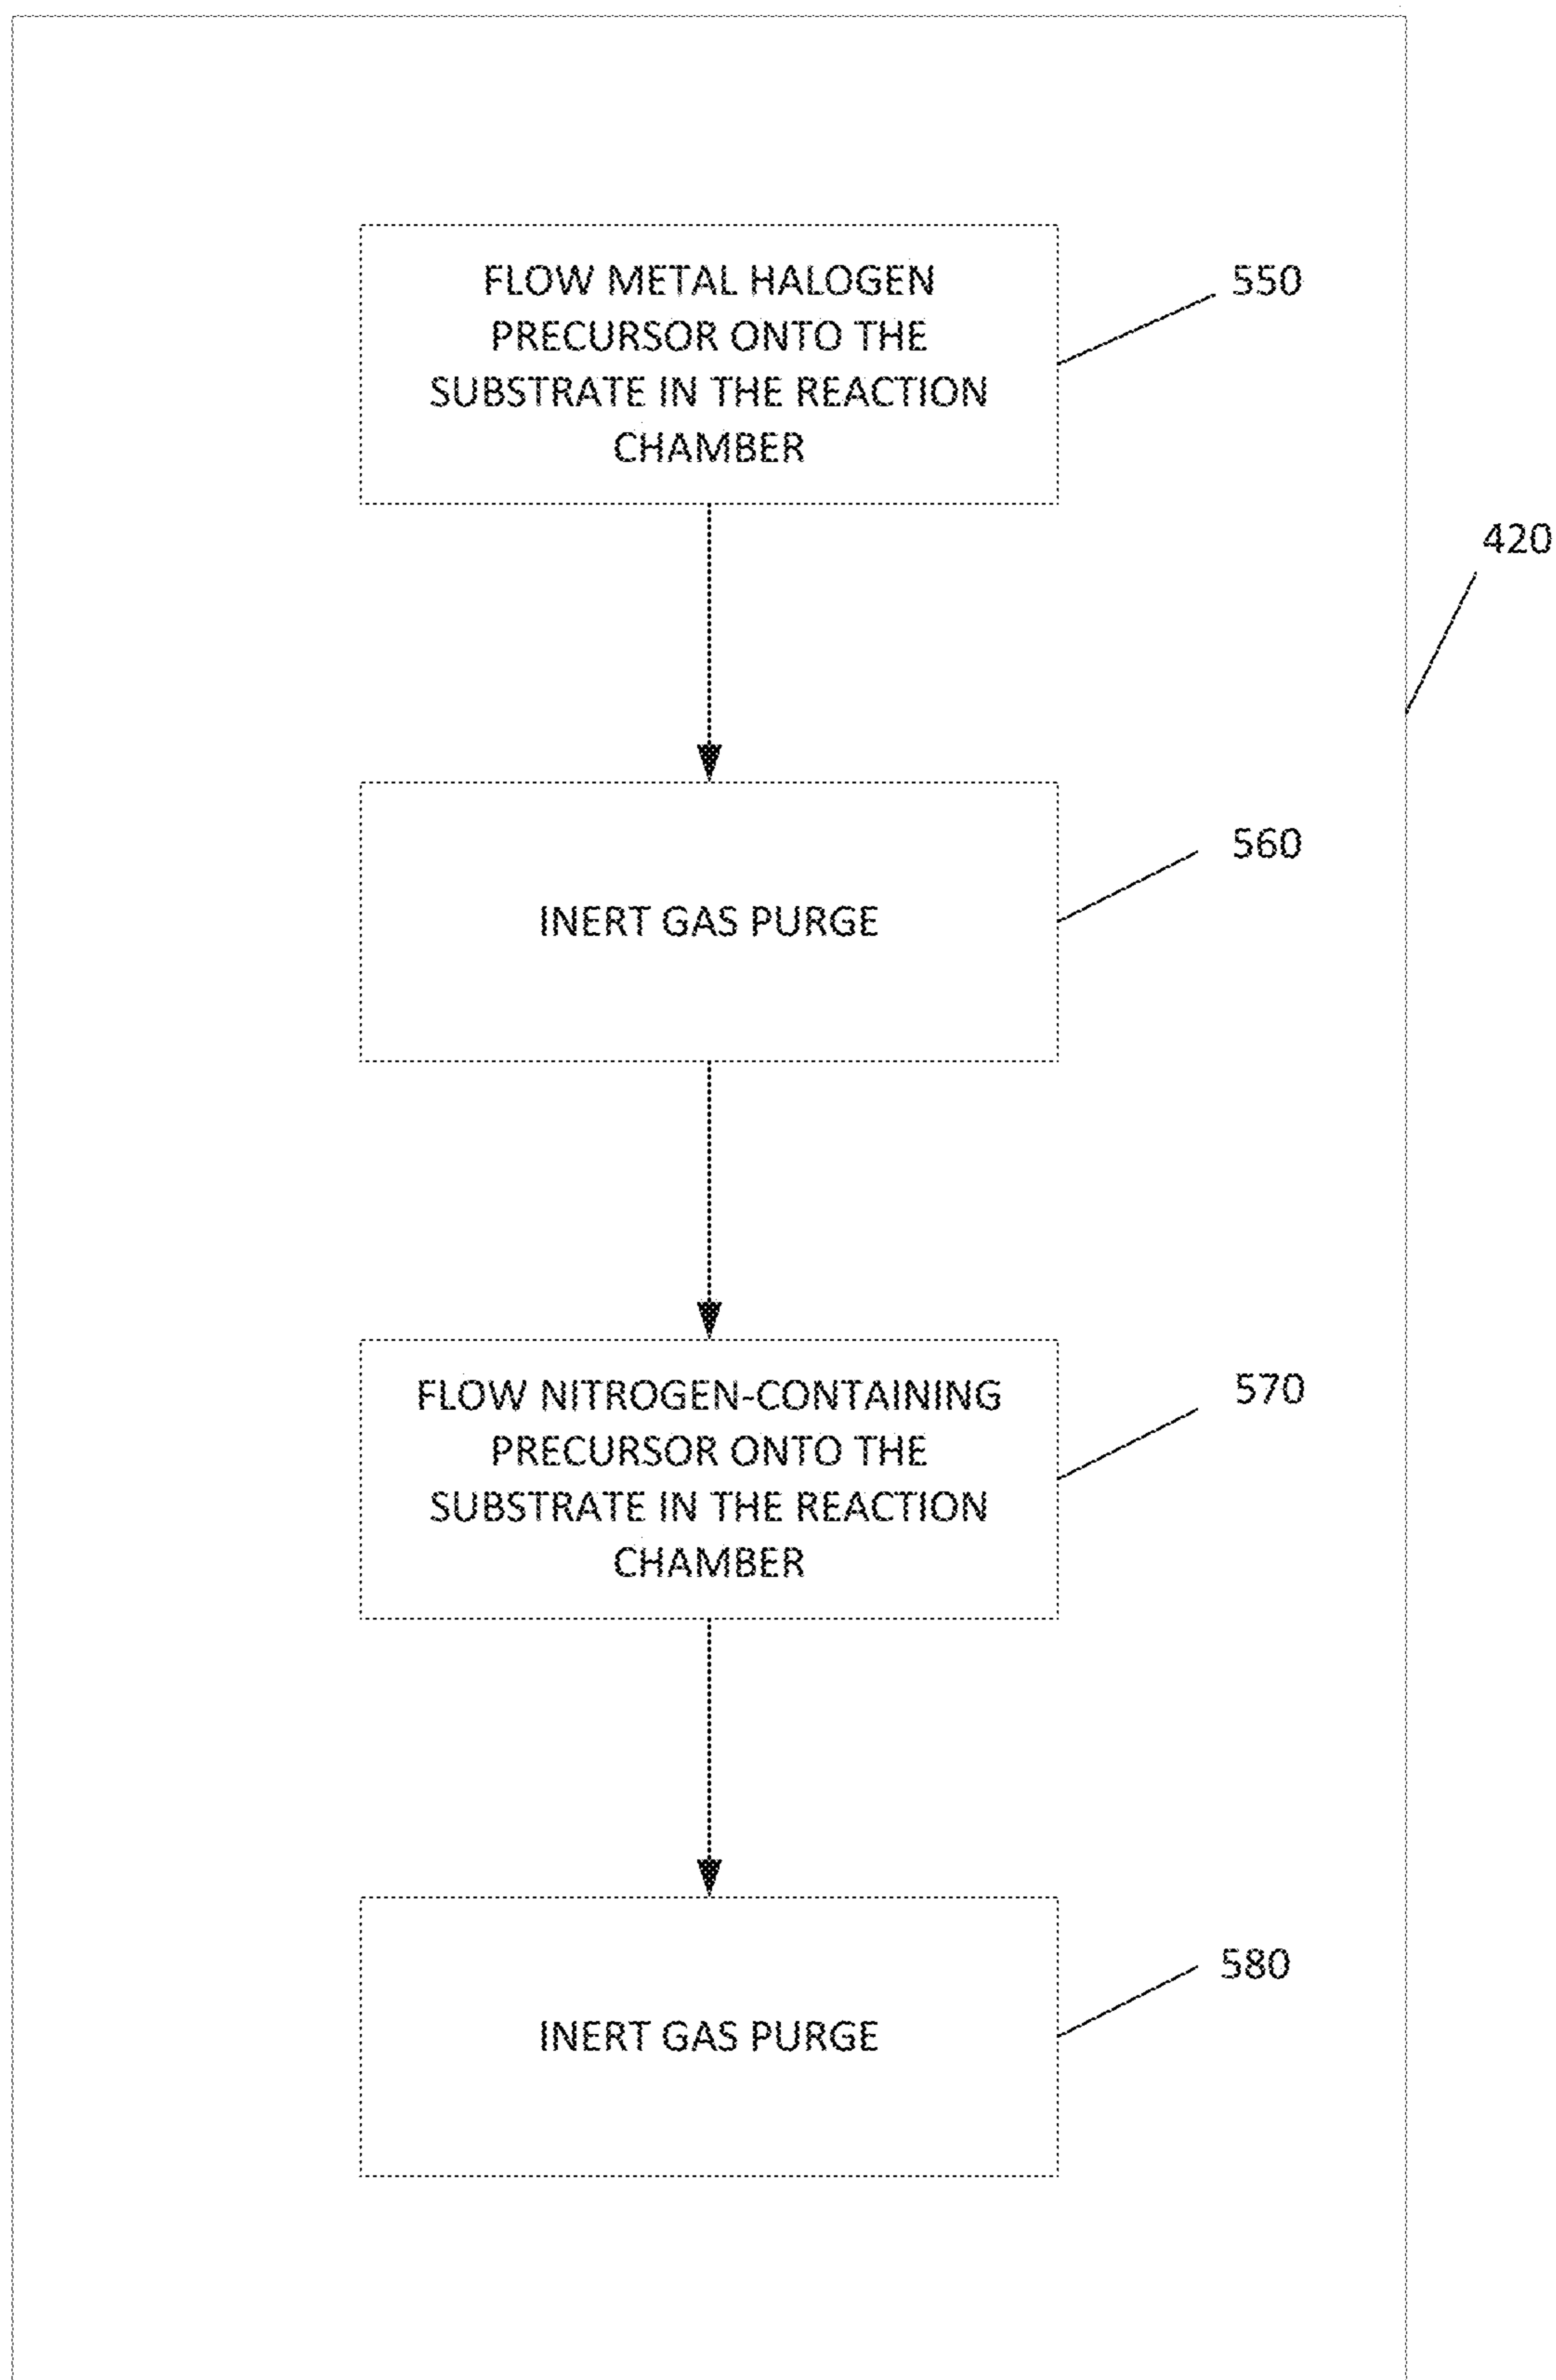 FLOW METAL HALOGEN
PRECURSOR ONTO THE
SUBSTRATE IN THE REACTION
CHAMBER
550
420
INERT GAS PURGE
560
FLOW NITROGEN-CONTAINING
PRECURSOR ONTO THE
SUBSTRATE IN THE REACTION
CHAMBER
570
INERT GAS PURGE
580